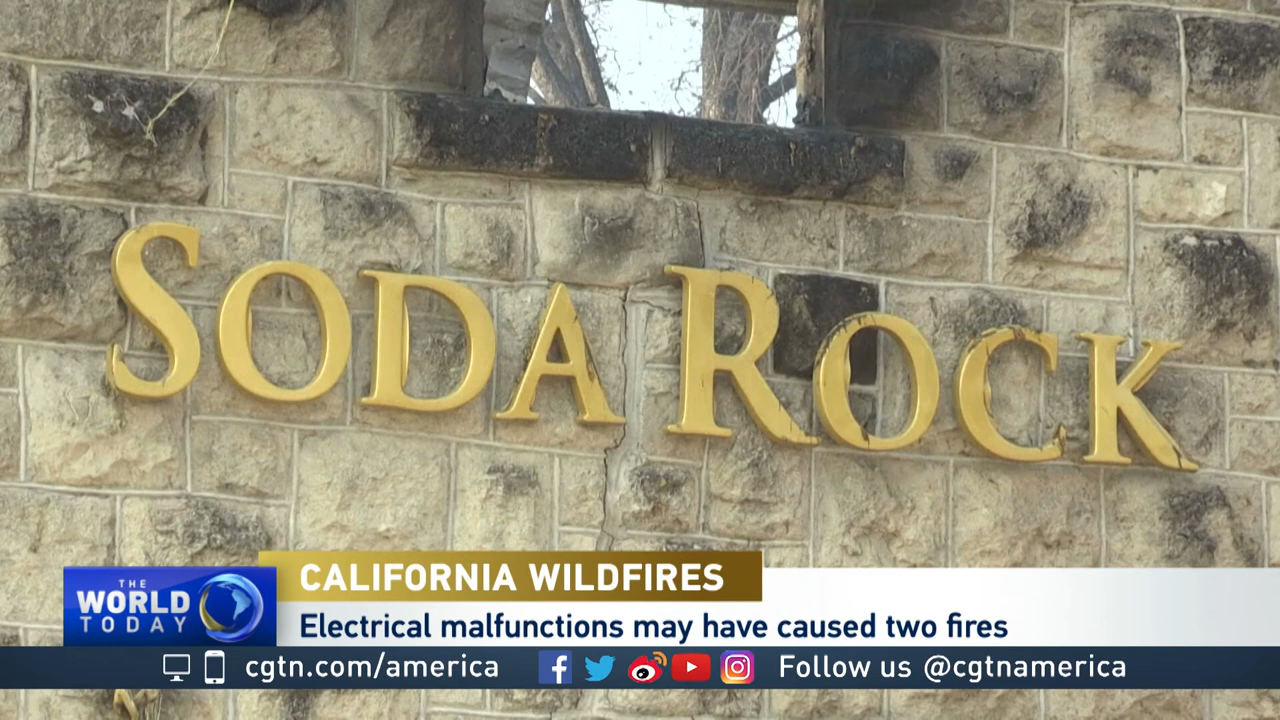 SODA ROCK
CALIFORNIA WILDFIRES
THE
WORLD
TODAY
Electrical malfunctions may have caused two fires
cgtn.com/america
Follow us @cgtnamerica